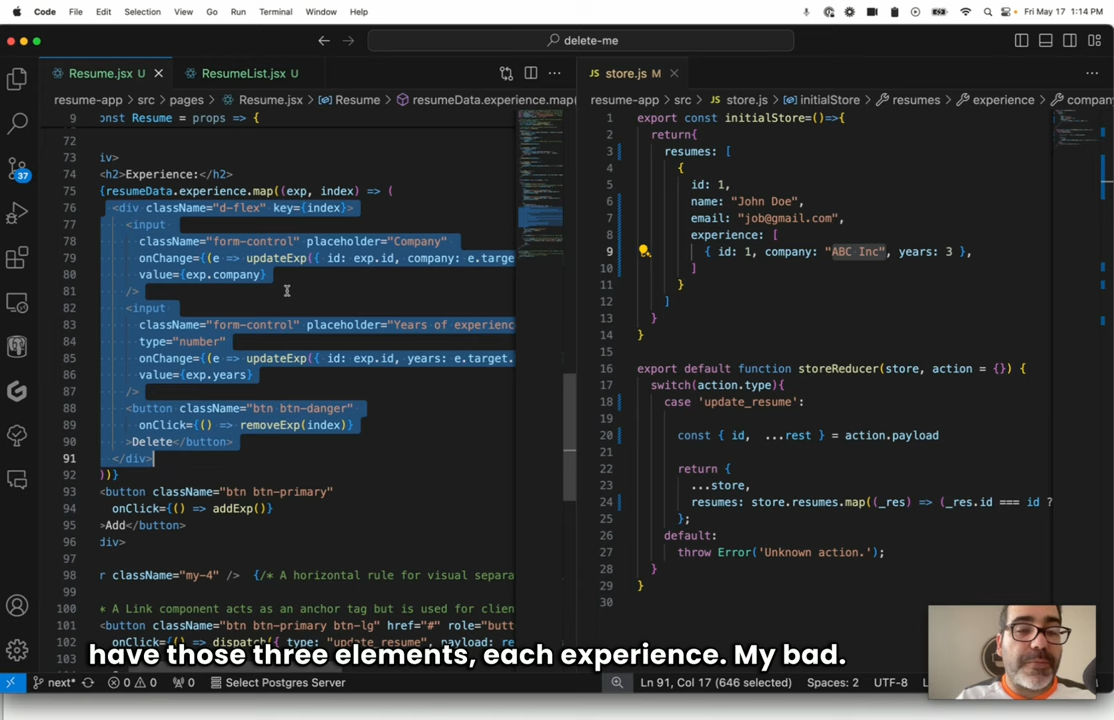 Code File Edit Selection View Go Run Terminal Window Help Fri May 17 1:14 PM
delete-me
Resume.jsx U ResumeList.jsx U
resume-app > src > pages > Resume.jsx > Resume > resumeData.experience.map(
9 onst Resume = props => {
72
73 iv>
74 <h2>Experience:</h2>
75 {resumeData.experience.map((exp, index) => (
76 <div className="d-flex" key={index}>
77 <input
78 className="form-control" placeholder="Company"
79 onChange={(e => updateExp({ id: exp.id, company: e.targe
80 value={exp.company}
81 />
82 <input
83 className="form-control" placeholder="Years of experienc
84 type="number"
85 onChange={(e => updateExp({ id: exp.id, years: e.target.
86 value={exp.years}
87 />
88 <button className="btn btn-danger"
89 onClick={() => removeExp(index)}
90 >Delete</button>
91 </div>
92 ))}
93 <button className="btn btn-primary"
94 onClick={() => addExp()}
95 >Add</button>
96 div>
97
98 r className="my-4" /> {/* A horizontal rule for visual separa
99
100 * A Link component acts as an anchor tag but is used for clien
101 <button className="btn btn-primary btn-lg" href="#" role="butt
102 onClick={() => dispatch({ type: "update_resume", payload: re
103
store.js M
resume-app > src > store.js > initialStore > resumes > experience > compan
1 export const initialStore=()=>{
2 return{
3 resumes: [
4 {
5 id: 1,
6 name: "John Doe",
7 email: "job@gmail.com",
8 experience: [
9 { id: 1, company: "ABC Inc", years: 3 },
10 ]
11 }
12 ]
13 }
14 }
15
16 export default function storeReducer(store, action = {}) {
17 switch(action.type){
18 case 'update_resume':
19
20 const { id, ...rest } = action.payload
21
22 return {
23 ...store,
24 resumes: store.resumes.map((_res) => (_res.id === id ?
25 };
26 default:
27 throw Error('Unknown action.');
28 }
29 }
30
37
have those three elements, each experience. My bad.
next* 0 0 0 Select Postgres Server Ln 91, Col 17 (646 selected) Spaces: 2 UTF-8